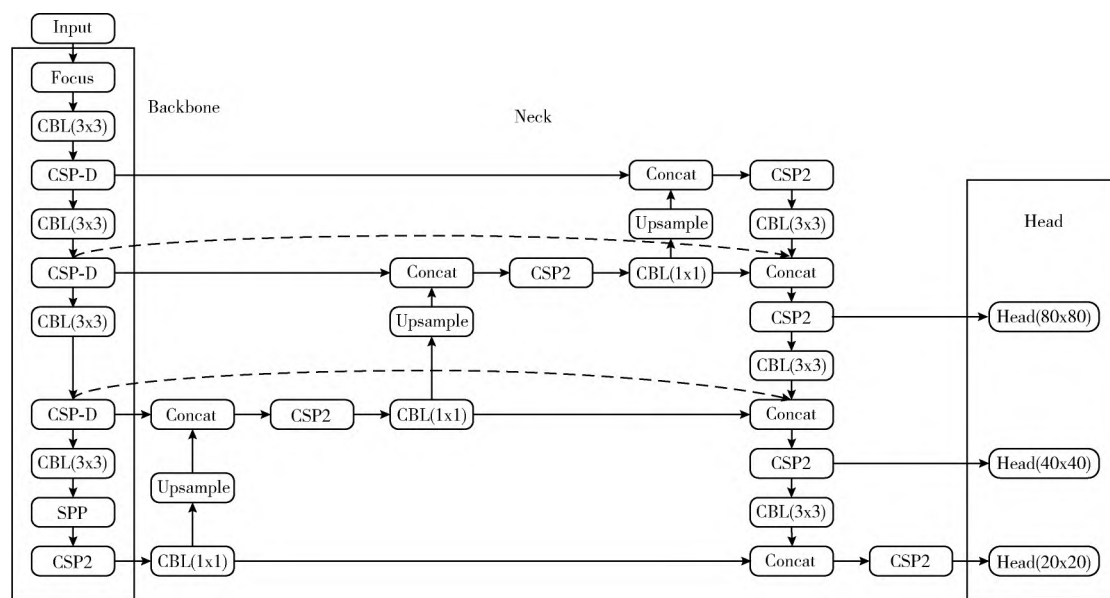 Input
Focus
Backbone
CBL(3x3)
Neck
CSP-D
Concat
CSP2
CBL(3x3)
Upsample
CBL(3x3)
Head
CSP-D
Concat
CSP2
CBL(1x1)
Concat
CBL(3x3)
Upsample
CSP2
Head(80x80)
CBL(3x3)
CSP-D
Concat
CSP2
CBL(1x1)
Concat
CBL(3x3)
CSP2
Head(40x40)
Upsample
SPP
CBL(3x3)
CSP2
CBL(1x1)
Concat
CSP2
Head(20x20)